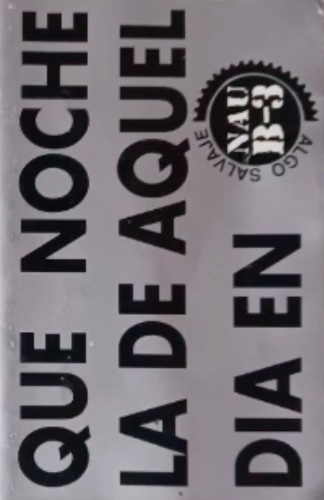 QUE NOCHE
LA DE AQUEL
DIA EN
NAU
B-3
ALGO SALVAJE